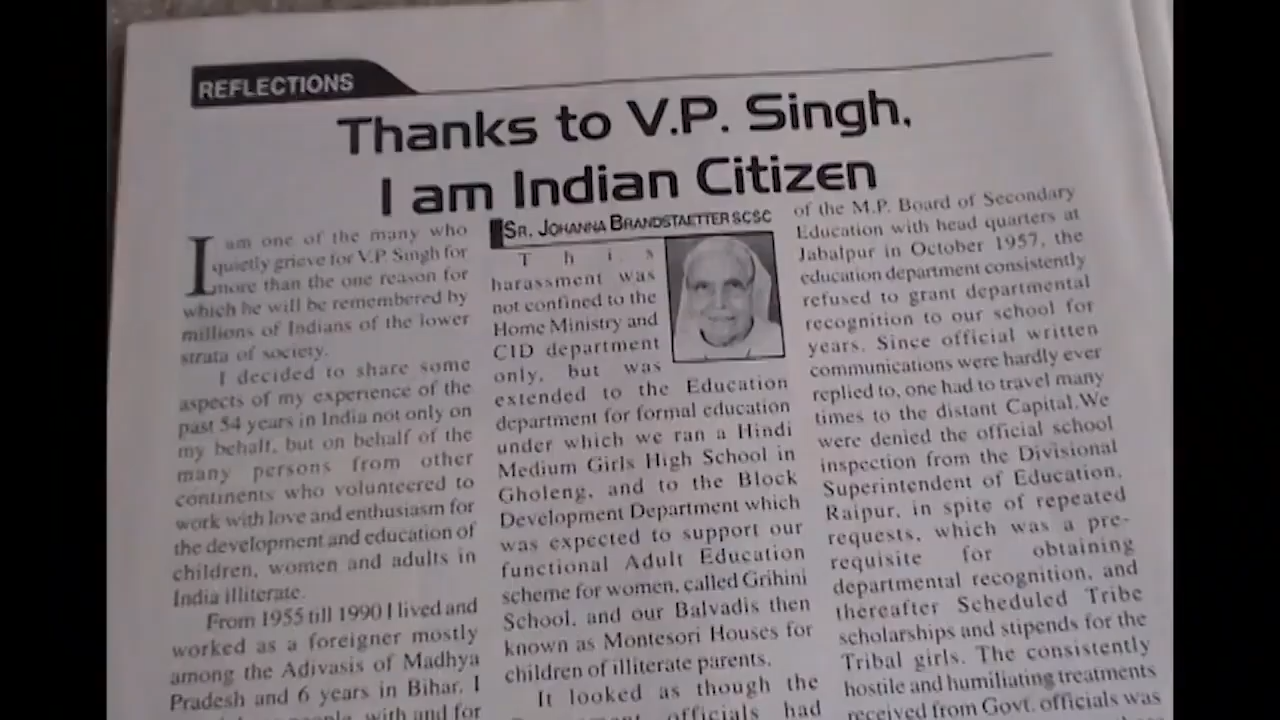 REFLECTIONS
Thanks to V.P. Singh,
I am Indian Citizen
I am one of the many who
quietly grieve for V.P. Singh for
more than the one reason for
which he will be remembered by
millions of Indians of the lower
strata of society.
I decided to share some
aspects of my experience of the
past 54 years in India not only on
my behalf, but on behalf of the
many persons from other
continents who volunteered to
work with love and enthusiasm for
the development and education of
children, women and adults in
India illiterate.
From 1955 till 1990 I lived and
worked as a foreigner mostly
among the Adivasis of Madhya
Pradesh and 6 years in Bihar. I
people, with and for
SR. JOHANNA BRANDSTAETTER SCSC
This
harassment was
not confined to the
Home Ministry and
CID department
only, but was
extended to the Education
department for formal education
under which we ran a Hindi
Medium Girls High School in
Gholeng, and to the Block
Development Department which
was expected to support our
functional Adult Education
scheme for women, called Grihini
School, and our Balvadis then
known as Montesori Houses for
children of illiterate parents.
It looked as though the
officials had
of the M.P. Board of Secondary
Education with head quarters at
Jabalpur in October 1957, the
education department consistently
refused to grant departmental
recognition to our school for
years. Since official written
communications were hardly ever
replied to, one had to travel many
times to the distant Capital.We
were denied the official school
inspection from the Divisional
Superintendent of Education,
Raipur, in spite of repeated
requests, which was a pre-
requisite for obtaining
departmental recognition, and
thereafter Scheduled Tribe
scholarships and stipends for the
Tribal girls. The consistently
hostile and humiliating treatments
received from Govt. officials was